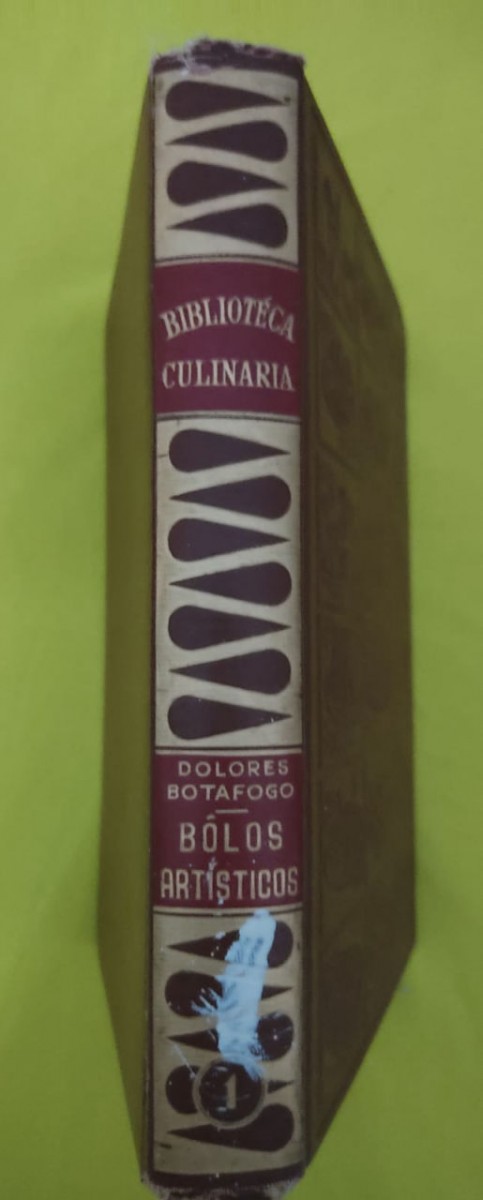 BIBLIOTÉCA
CULINARIA
DOLORES
BOTAFOGO
BÔLOS
ARTÍSTICOS
1